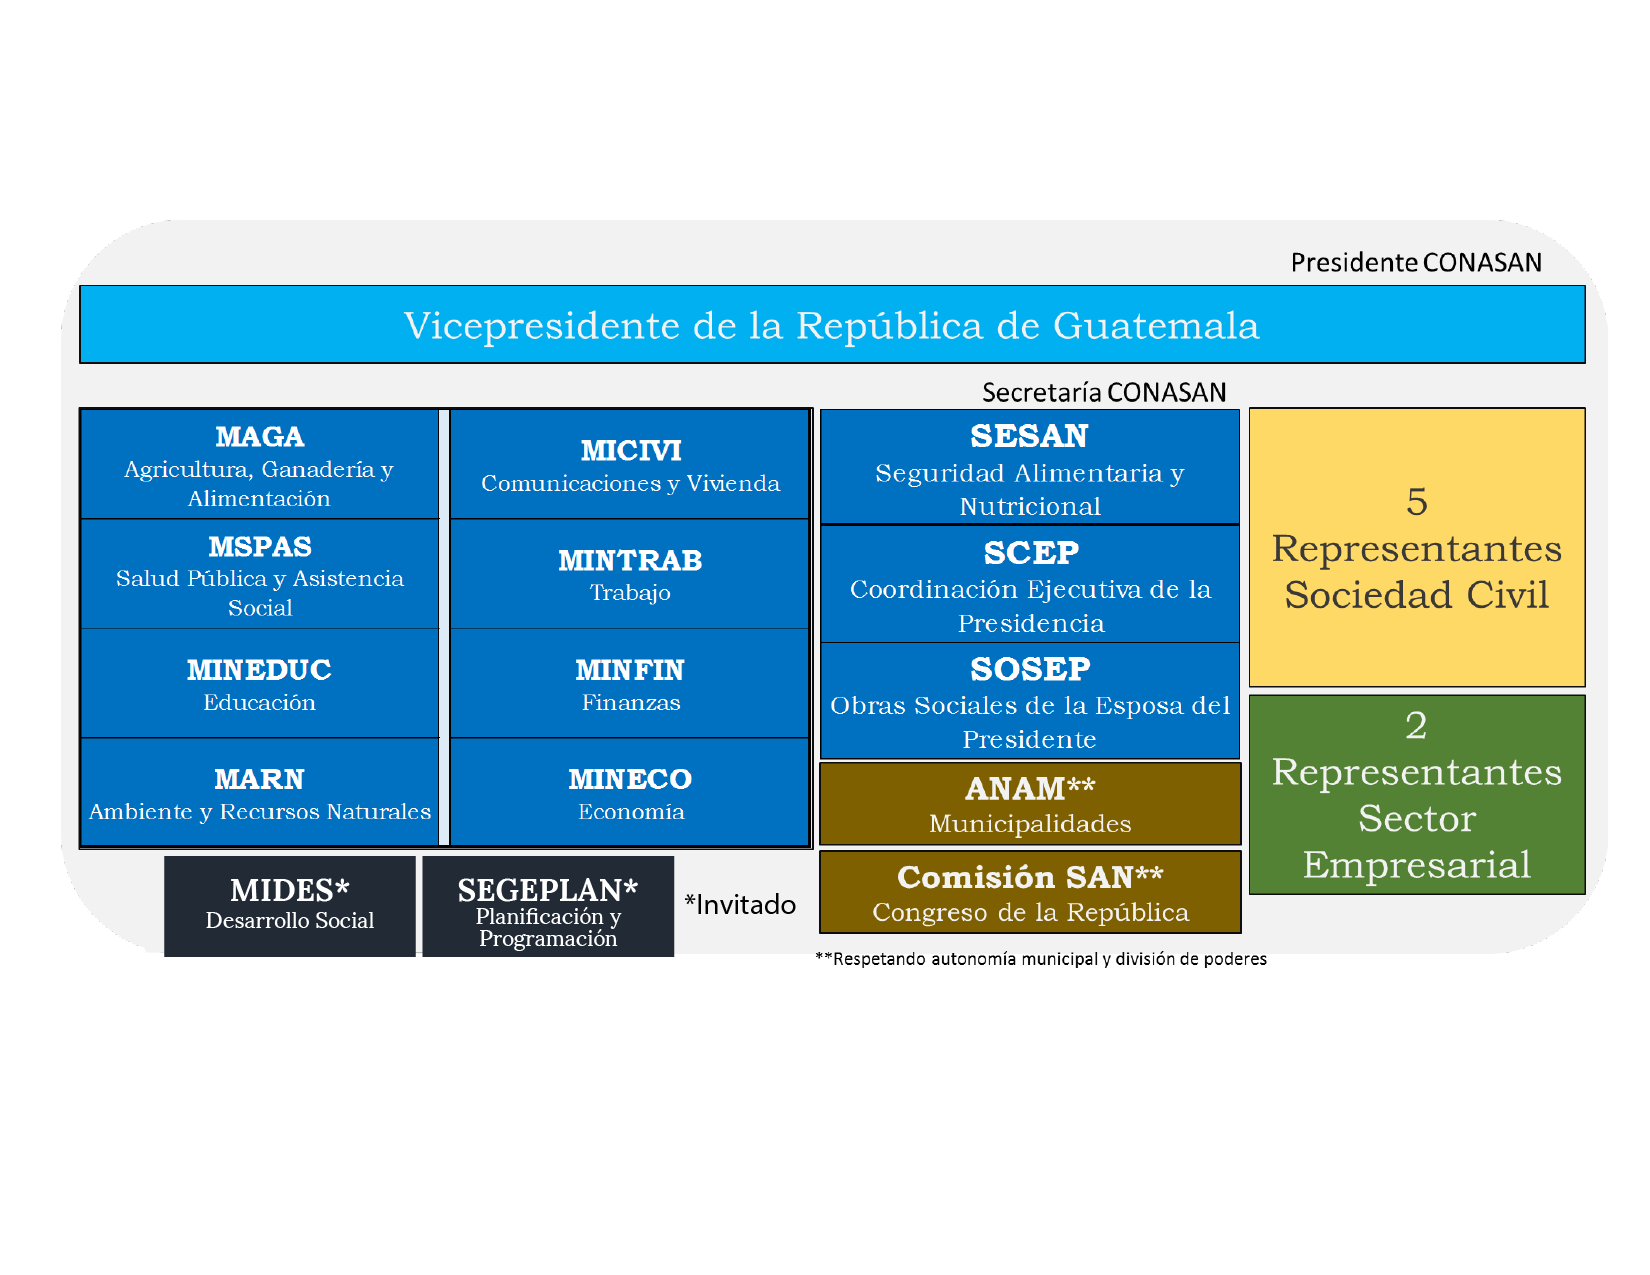 Presidente CONASAN
Vicepresidente de la República de Guatemala
Secretaría CONASAN
MAGA
Agricultura, Ganadería y
Alimentación
MSPAS
Salud Pública y Asistencia
Social
MINEDUC
Educación
MARN
Ambiente y Recursos Naturales
MICIVI
Comunicaciones y Vivienda
MINTRAB
Trabajo
MINFIN
Finanzas
MINECO
Economía
SESAN
Seguridad Alimentaria y
Nutricional
SCEP
Coordinación Ejecutiva de la
Presidencia
SOSEP
Obras Sociales de la Esposa del
Presidente
ANAM**
Municipalidades
Comisión SAN**
Congreso de la República
5
Representantes
Sociedad Civil
2
Representantes
Sector
Empresarial
MIDES*
Desarrollo Social
SEGEPLAN*
Planificación y
Programación
*Invitado
**Respetando autonomía municipal y división de poderes